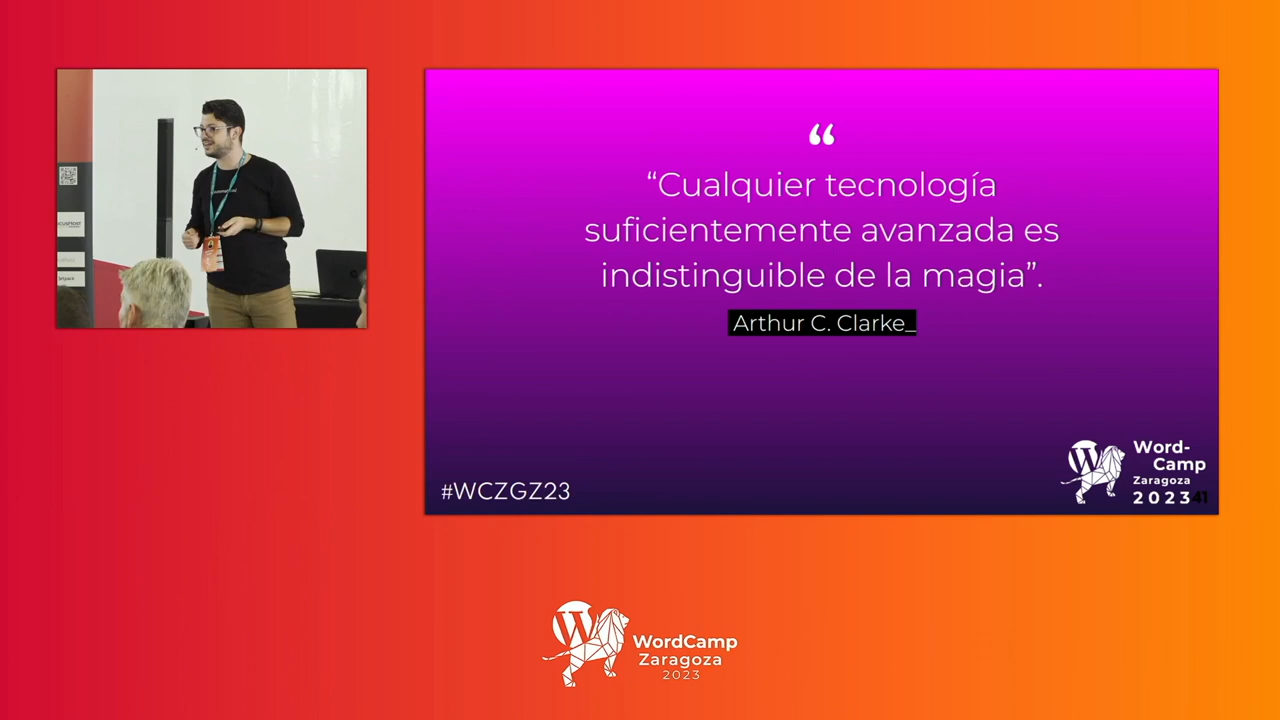 “
“Cualquier tecnología
suficientemente avanzada es
indistinguible de la magia”.
Arthur C. Clarke_
#WCZGZ23
Word-
Camp
Zaragoza
2023
41
WordCamp
Zaragoza
2023